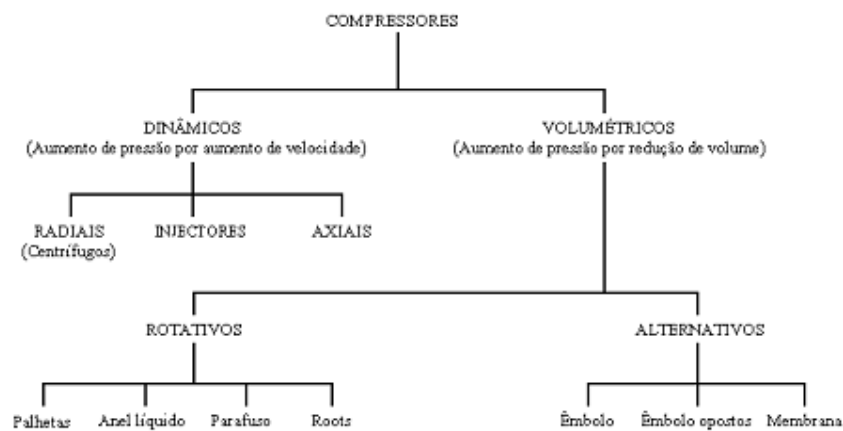 COMPRESSORES
DINÂMICOS
(Aumento de pressão por aumento de velocidade)
VOLUMÉTRICOS
(Aumento de pressão por redução de volume)
RADIAIS
(Centrífugos)
INJECTORES
AXIAIS
ROTATIVOS
ALTERNATIVOS
Palhetas
Anel líquido
Parafuso
Roots
Êmbolo
Êmbolo opostos
Membrana